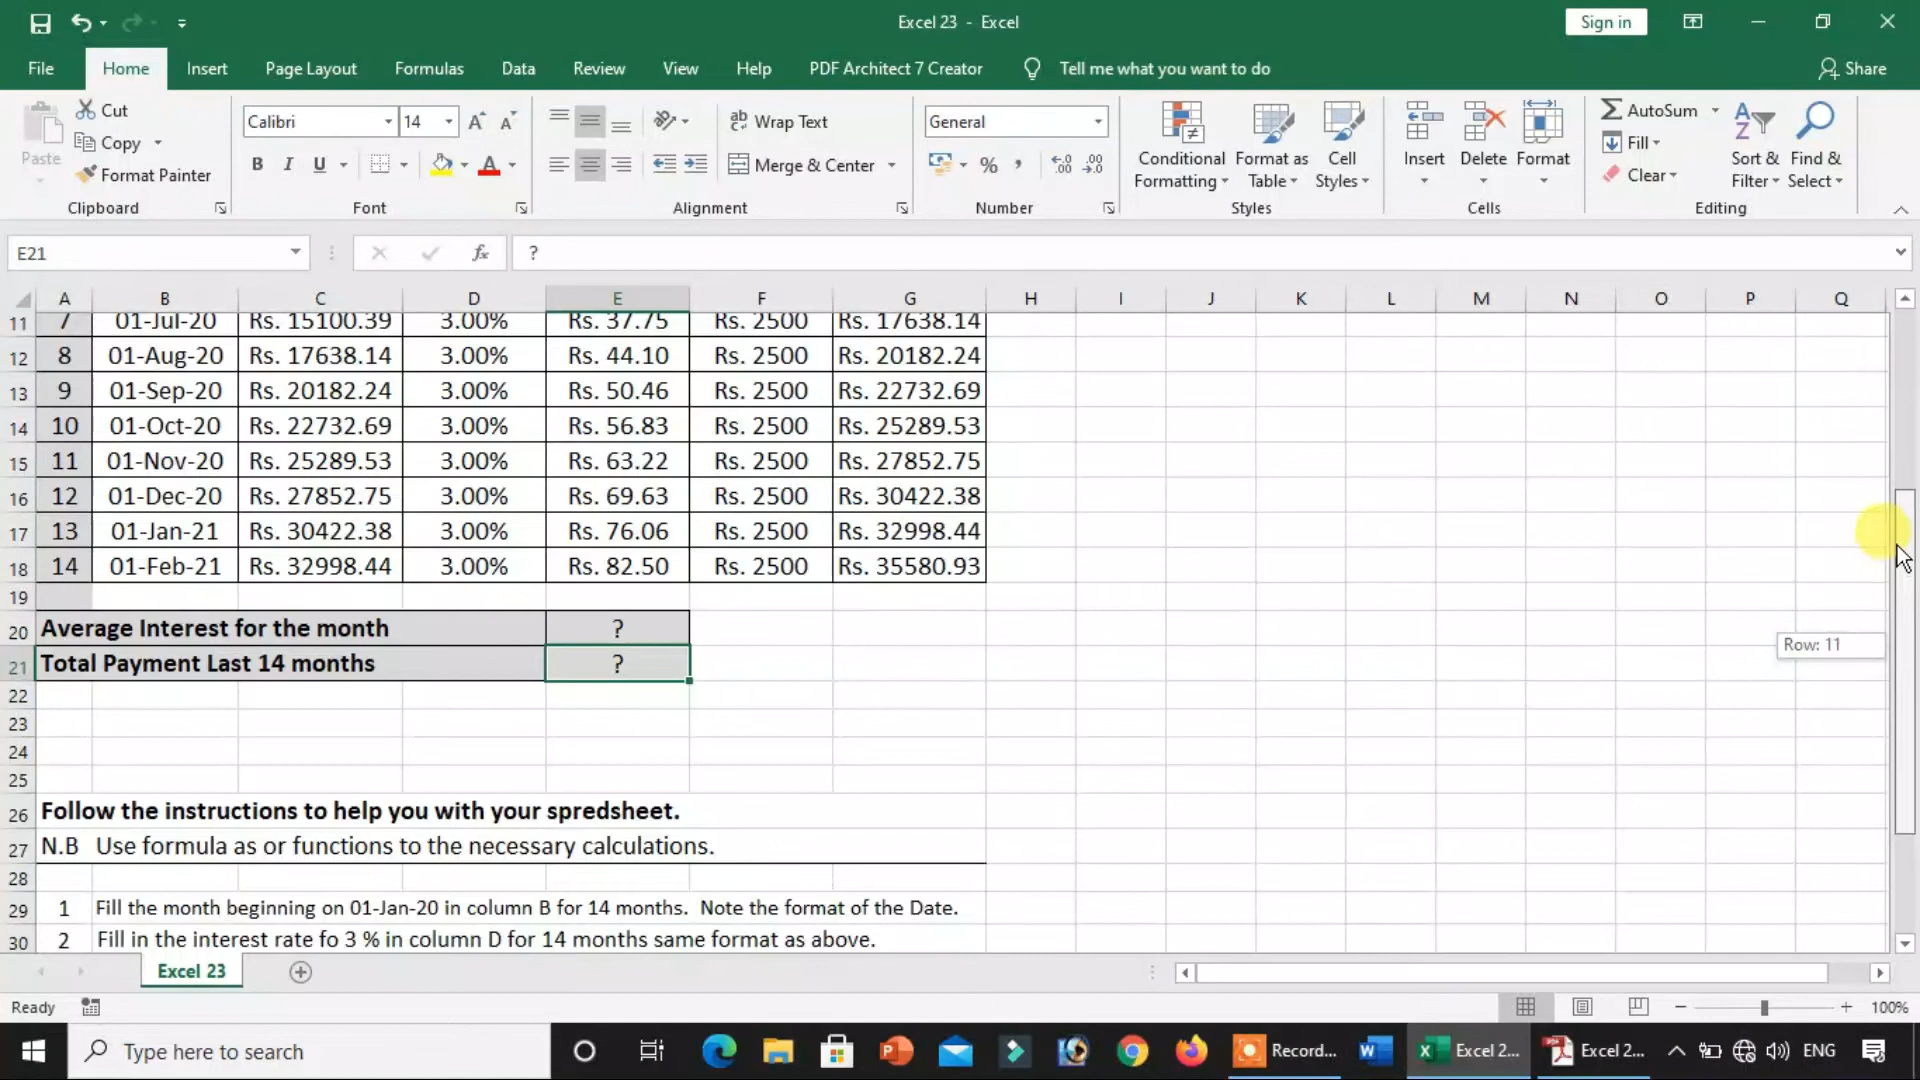 Excel 23 - Excel
Sign in
File Home Insert Page Layout Formulas Data Review View Help PDF Architect 7 Creator Tell me what you want to do Share
Paste
Cut
Copy
Format Painter
Clipboard
Calibri 14
B I U
Font
Wrap Text
Merge & Center
Alignment
General
%
Number
Conditional Formatting
Format as Table
Cell Styles
Styles
Insert Delete Format
Cells
AutoSum
Fill
Clear
Sort & Filter
Find & Select
Editing
E21 fx ?
A B C D E F G H I J K L M N O P Q
11 7 01-Jul-20 Rs. 15100.39 3.00% Rs. 37.75 Rs. 2500 Rs. 17638.14
12 8 01-Aug-20 Rs. 17638.14 3.00% Rs. 44.10 Rs. 2500 Rs. 20182.24
13 9 01-Sep-20 Rs. 20182.24 3.00% Rs. 50.46 Rs. 2500 Rs. 22732.69
14 10 01-Oct-20 Rs. 22732.69 3.00% Rs. 56.83 Rs. 2500 Rs. 25289.53
15 11 01-Nov-20 Rs. 25289.53 3.00% Rs. 63.22 Rs. 2500 Rs. 27852.75
16 12 01-Dec-20 Rs. 27852.75 3.00% Rs. 69.63 Rs. 2500 Rs. 30422.38
17 13 01-Jan-21 Rs. 30422.38 3.00% Rs. 76.06 Rs. 2500 Rs. 32998.44
18 14 01-Feb-21 Rs. 32998.44 3.00% Rs. 82.50 Rs. 2500 Rs. 35580.93
19
20 Average Interest for the month ?
Row: 11
21 Total Payment Last 14 months ?
22
23
24
25
26 Follow the instructions to help you with your spredsheet.
27 N.B Use formula as or functions to the necessary calculations.
28
29 1 Fill the month beginning on 01-Jan-20 in column B for 14 months. Note the format of the Date.
30 2 Fill in the interest rate fo 3 % in column D for 14 months same format as above.
Excel 23
Ready 100%
Type here to search Record... Excel 2... Excel 2... ENG